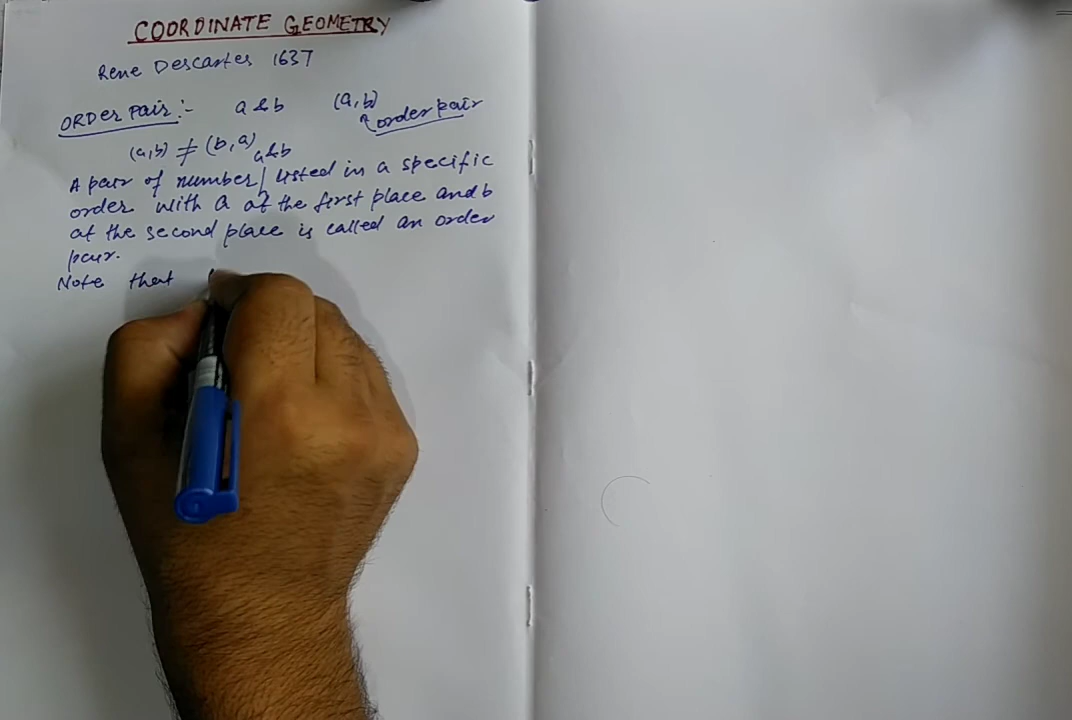 COORDINATE GEOMETRY
Rene Descartes 1637
ORDer Pair :- a & b (a, b)
order pair
(a,b) ≠ (b, a)
a & b
A pair of number listed in a specific
order with a at the first place and b
at the second place is called an order
pair.
Note that